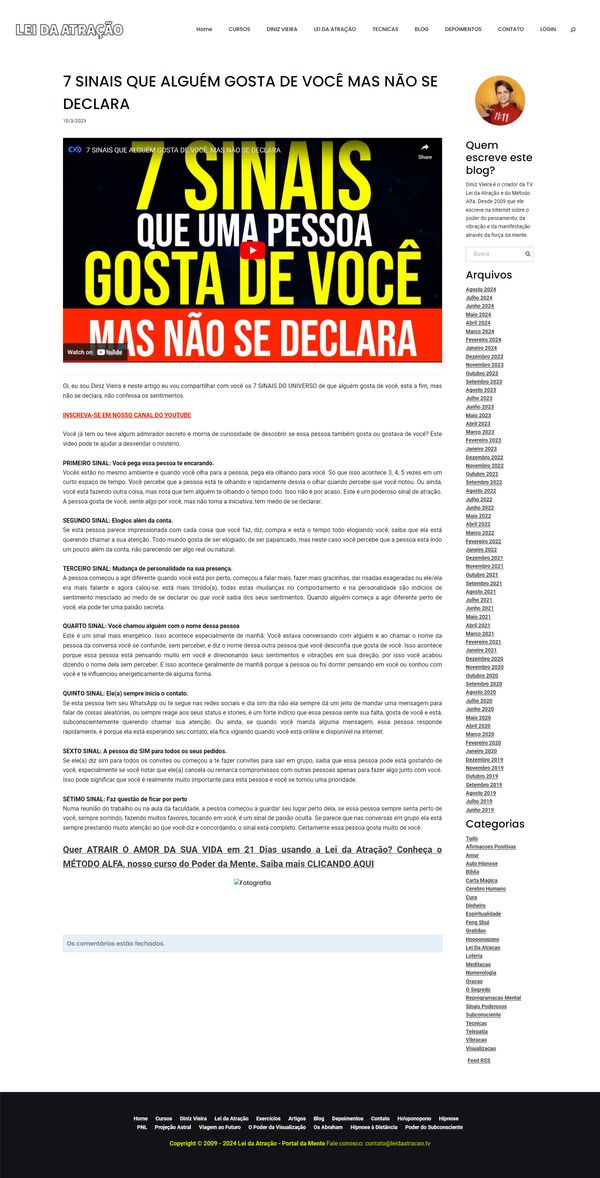 LEI DA ATRAÇÃO
Home CURSOS DINIZ VIEIRA LEI DA ATRAÇÃO TECNICAS BLOG DEPOIMENTOS CONTATO LOGIN
7 SINAIS QUE ALGUÉM GOSTA DE VOCÊ MAS NÃO SE
DECLARA
10/3/2023
7 SINAIS QUE ALGUÉM GOSTA DE VOCÊ, MAS NÃO SE DECLARA
Share
7 SINAIS
QUE UMA PESSOA
GOSTA DE VOCÊ
MAS NÃO SE DECLARA
Watch on YouTube
Oi, eu sou Diniz Vieira e neste artigo eu vou compartilhar com você os 7 SINAIS DO UNIVERSO de que alguém gosta de você, está a fim, mas
não se declara, não confessa os sentimentos.
INSCREVA-SE EM NOSSO CANAL DO YOUTUBE
Você já tem ou teve algum admirador secreto e morria de curiosidade de descobrir se essa pessoa também gosta ou gostava de você? Este
vídeo pode te ajudar a desvendar o mistério.
PRIMEIRO SINAL: Você pega essa pessoa te encarando.
Vocês estão no mesmo ambiente e quando você olha para a pessoa, pega ela olhando para você. Só que isso acontece 3, 4, 5 vezes em um
curto espaço de tempo. Você percebe que a pessoa está te olhando e rapidamente desvia o olhar quando percebe que você notou. Ou ainda,
você está fazendo outra coisa, mas nota que tem alguém te olhando o tempo todo. Isso não é por acaso. Este é um poderoso sinal de atração.
A pessoa gosta de você, sente algo por você, mas não toma a iniciativa, tem medo de se declarar.
SEGUNDO SINAL: Elogios além da conta.
Se esta pessoa parece impressionada com cada coisa que você faz, diz, compra e está o tempo todo elogiando você, saiba que ela está
querendo chamar a sua atenção. Todo mundo gosta de ser elogiado, de ser paparicado, mas neste caso você percebe que a pessoa está indo
um pouco além da conta, não parecendo ser algo real ou natural.
TERCEIRO SINAL: Mudança de personalidade na sua presença.
A pessoa começou a agir diferente quando você está por perto, começou a falar mais, fazer mais gracinhas, dar risadas exageradas ou ele/ela
era mais falante e agora calou-se, está mais tímido(a), todas estas mudanças no comportamento e na personalidade são indícios de
sentimento mesclado ao medo de se declarar ou que você saiba dos seus sentimentos. Quando alguém começa a agir diferente perto de
você, ela pode ter uma paixão secreta.
QUARTO SINAL: Você chamou alguém com o nome dessa pessoa
Este é um sinal mais energético. Isso acontece especialmente de manhã: Você estava conversando com alguém e ao chamar o nome da
pessoa da conversa você se confunde, sem perceber, e diz o nome dessa outra pessoa que você desconfia que gosta de você. Isso acontece
porque essa pessoa está pensando muito em você e direcionando seus sentimentos e vibrações em sua direção, por isso você acabou
dizendo o nome dela sem perceber. E isso acontece geralmente de manhã porque a pessoa ou foi dormir pensando em você ou sonhou com
você e te influenciou energeticamente de alguma forma.
QUINTO SINAL: Ele(a) sempre inicia o contato.
Se esta pessoa tem seu WhatsApp ou te segue nas redes sociais e dia sim dia não ela sempre dá um jeito de mandar uma mensagem para
falar de coisas aleatórias, ou sempre reage aos seus status e stories, é um forte indício que essa pessoa sente sua falta, gosta de você e está,
subconscientemente querendo chamar sua atenção. Ou ainda, se quando você manda alguma mensagem, essa pessoa responde
rapidamente, é porque ela está esperando seu contato, ela fica vigiando quando você está online e disponível na internet.
SEXTO SINAL: A pessoa diz SIM para todos os seus pedidos.
Se ele(a) diz sim para todos os convites ou começou a te fazer convites para sair em grupo, saiba que essa pessoa pode está gostando de
você, especialmente se você notar que ele(a) cancela ou remarca compromissos com outras pessoas apenas para fazer algo junto com você.
Isso pode significar que você é realmente muito importante para esta pessoa e você se tornou uma prioridade.
SÉTIMO SINAL: Faz questão de ficar por perto
Numa reunião do trabalho ou na aula da faculdade, a pessoa começou a guardar seu lugar perto dela, se essa pessoa sempre senta perto de
você, sempre sorrindo, fazendo muitos favores, tocando em você, é um sinal de paixão oculta. Se parece que nas conversas em grupo ela está
sempre prestando muito atenção ao que você diz e concordando, o sinal está completo. Certamente essa pessoa gosta muito de você.
Quer ATRAIR O AMOR DA SUA VIDA em 21 Dias usando a Lei da Atração? Conheça o
MÉTODO ALFA, nosso curso do Poder da Mente. Saiba mais CLICANDO AQUI
Fotografia
Os comentários estão fechados.
11:11
Quem
escreve este
blog?
Diniz Vieira é o criador da TV
Lei da Atração e do Método
Alfa. Desde 2009 que ele
escreve na Internet sobre o
poder do pensamento, da
vibração e da manifestação
através da força da mente.
Busca
Arquivos
Agosto 2024
Julho 2024
Junho 2024
Maio 2024
Abril 2024
Março 2024
Fevereiro 2024
Janeiro 2024
Dezembro 2023
Novembro 2023
Outubro 2023
Setembro 2023
Agosto 2023
Julho 2023
Junho 2023
Maio 2023
Abril 2023
Março 2023
Fevereiro 2023
Janeiro 2023
Dezembro 2022
Novembro 2022
Outubro 2022
Setembro 2022
Agosto 2022
Julho 2022
Junho 2022
Maio 2022
Abril 2022
Março 2022
Fevereiro 2022
Janeiro 2022
Dezembro 2021
Novembro 2021
Outubro 2021
Setembro 2021
Agosto 2021
Julho 2021
Junho 2021
Maio 2021
Abril 2021
Março 2021
Fevereiro 2021
Janeiro 2021
Dezembro 2020
Novembro 2020
Outubro 2020
Setembro 2020
Agosto 2020
Julho 2020
Junho 2020
Maio 2020
Abril 2020
Março 2020
Fevereiro 2020
Janeiro 2020
Dezembro 2019
Novembro 2019
Outubro 2019
Setembro 2019
Agosto 2019
Julho 2019
Junho 2019
Categorias
Tudo
Afirmacoes Positivas
Amor
Auto Hipnose
Biblia
Carta Magica
Cerebro Humano
Cura
Dinheiro
Espiritualidade
Feng Shui
Gratidao
Hooponopono
Lei Da Atracao
Loteria
Meditacao
Numerologia
Oracao
O Segredo
Reprogramacao Mental
Sinais Poderosos
Subconsciente
Tecnicas
Telepatia
Vibracao
Visualizacao
Feed RSS
Home Cursos Diniz Vieira Lei da Atração Exercícios Artigos Blog Depoimentos Contato Ho'oponopono Hipnose
PNL Projeção Astral Viagem ao Futuro O Poder da Visualização Os Abraham Hipnose à Distância Poder do Subconsciente
Copyright © 2009 - 2024 Lei da Atração - Portal da Mente Fale conosco: contato@leidaatracao.tv